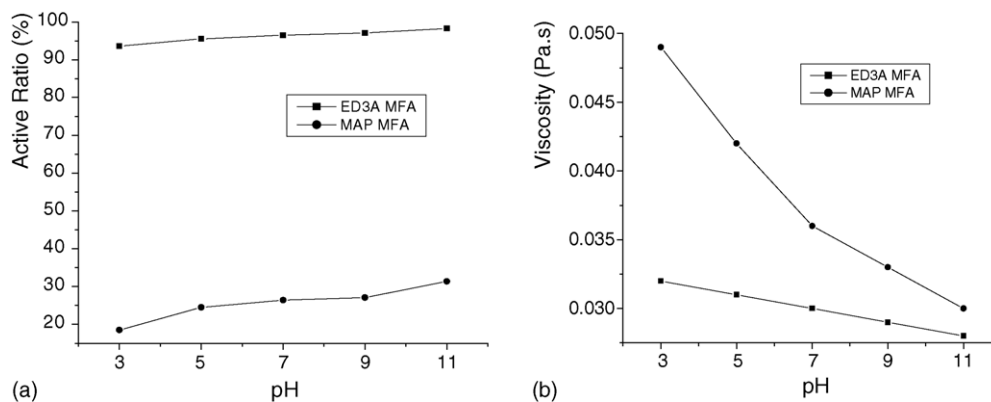 Active Ratio (%)
100
90
80
70
60
50
40
30
20
ED3A MFA
MAP MFA
3 5 7 9 11
pH
(a)
Viscosity (Pa.s)
0.050
0.045
0.040
0.035
0.030
ED3A MFA
MAP MFA
3 5 7 9 11
pH
(b)